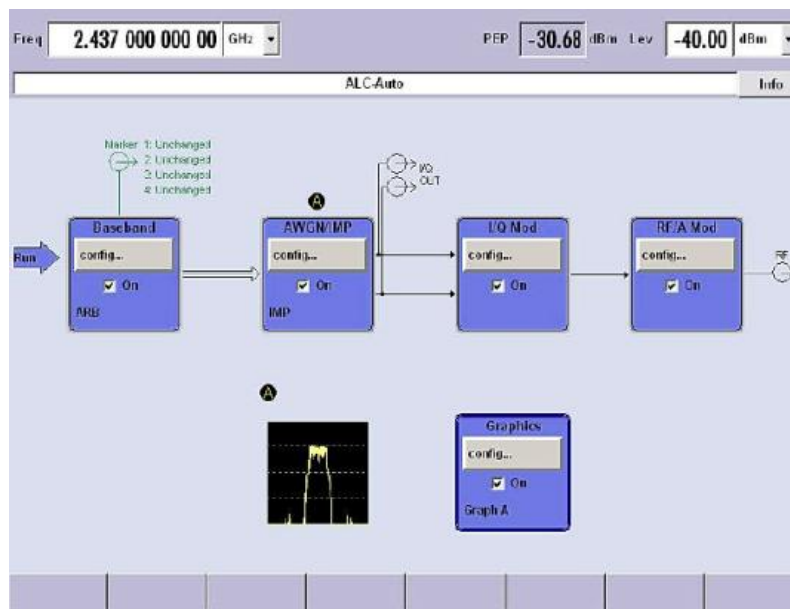 Freq 2.437 000 000 00 GHz PEP -30.68 dBm Lev -40.00 dBm
ALC-Auto Info
Marker 1: Unchanged
2: Unchanged
3: Unchanged
4: Unchanged
I/Q
OUT
A
Baseband AWGN/IMP I/Q Mod RF/A Mod
Run config... config... config... config... RF
On On On On
ARB IMP
A
Graphics
config...
On
Graph A